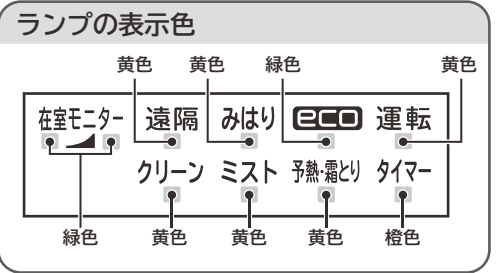 ランプの表示色
黄色 黄色 緑色 黄色
在室モニター 遠隔 みはり eco 運転
クリーン ミスト 予熱・霜とり タイマー
緑色 黄色 黄色 黄色 橙色